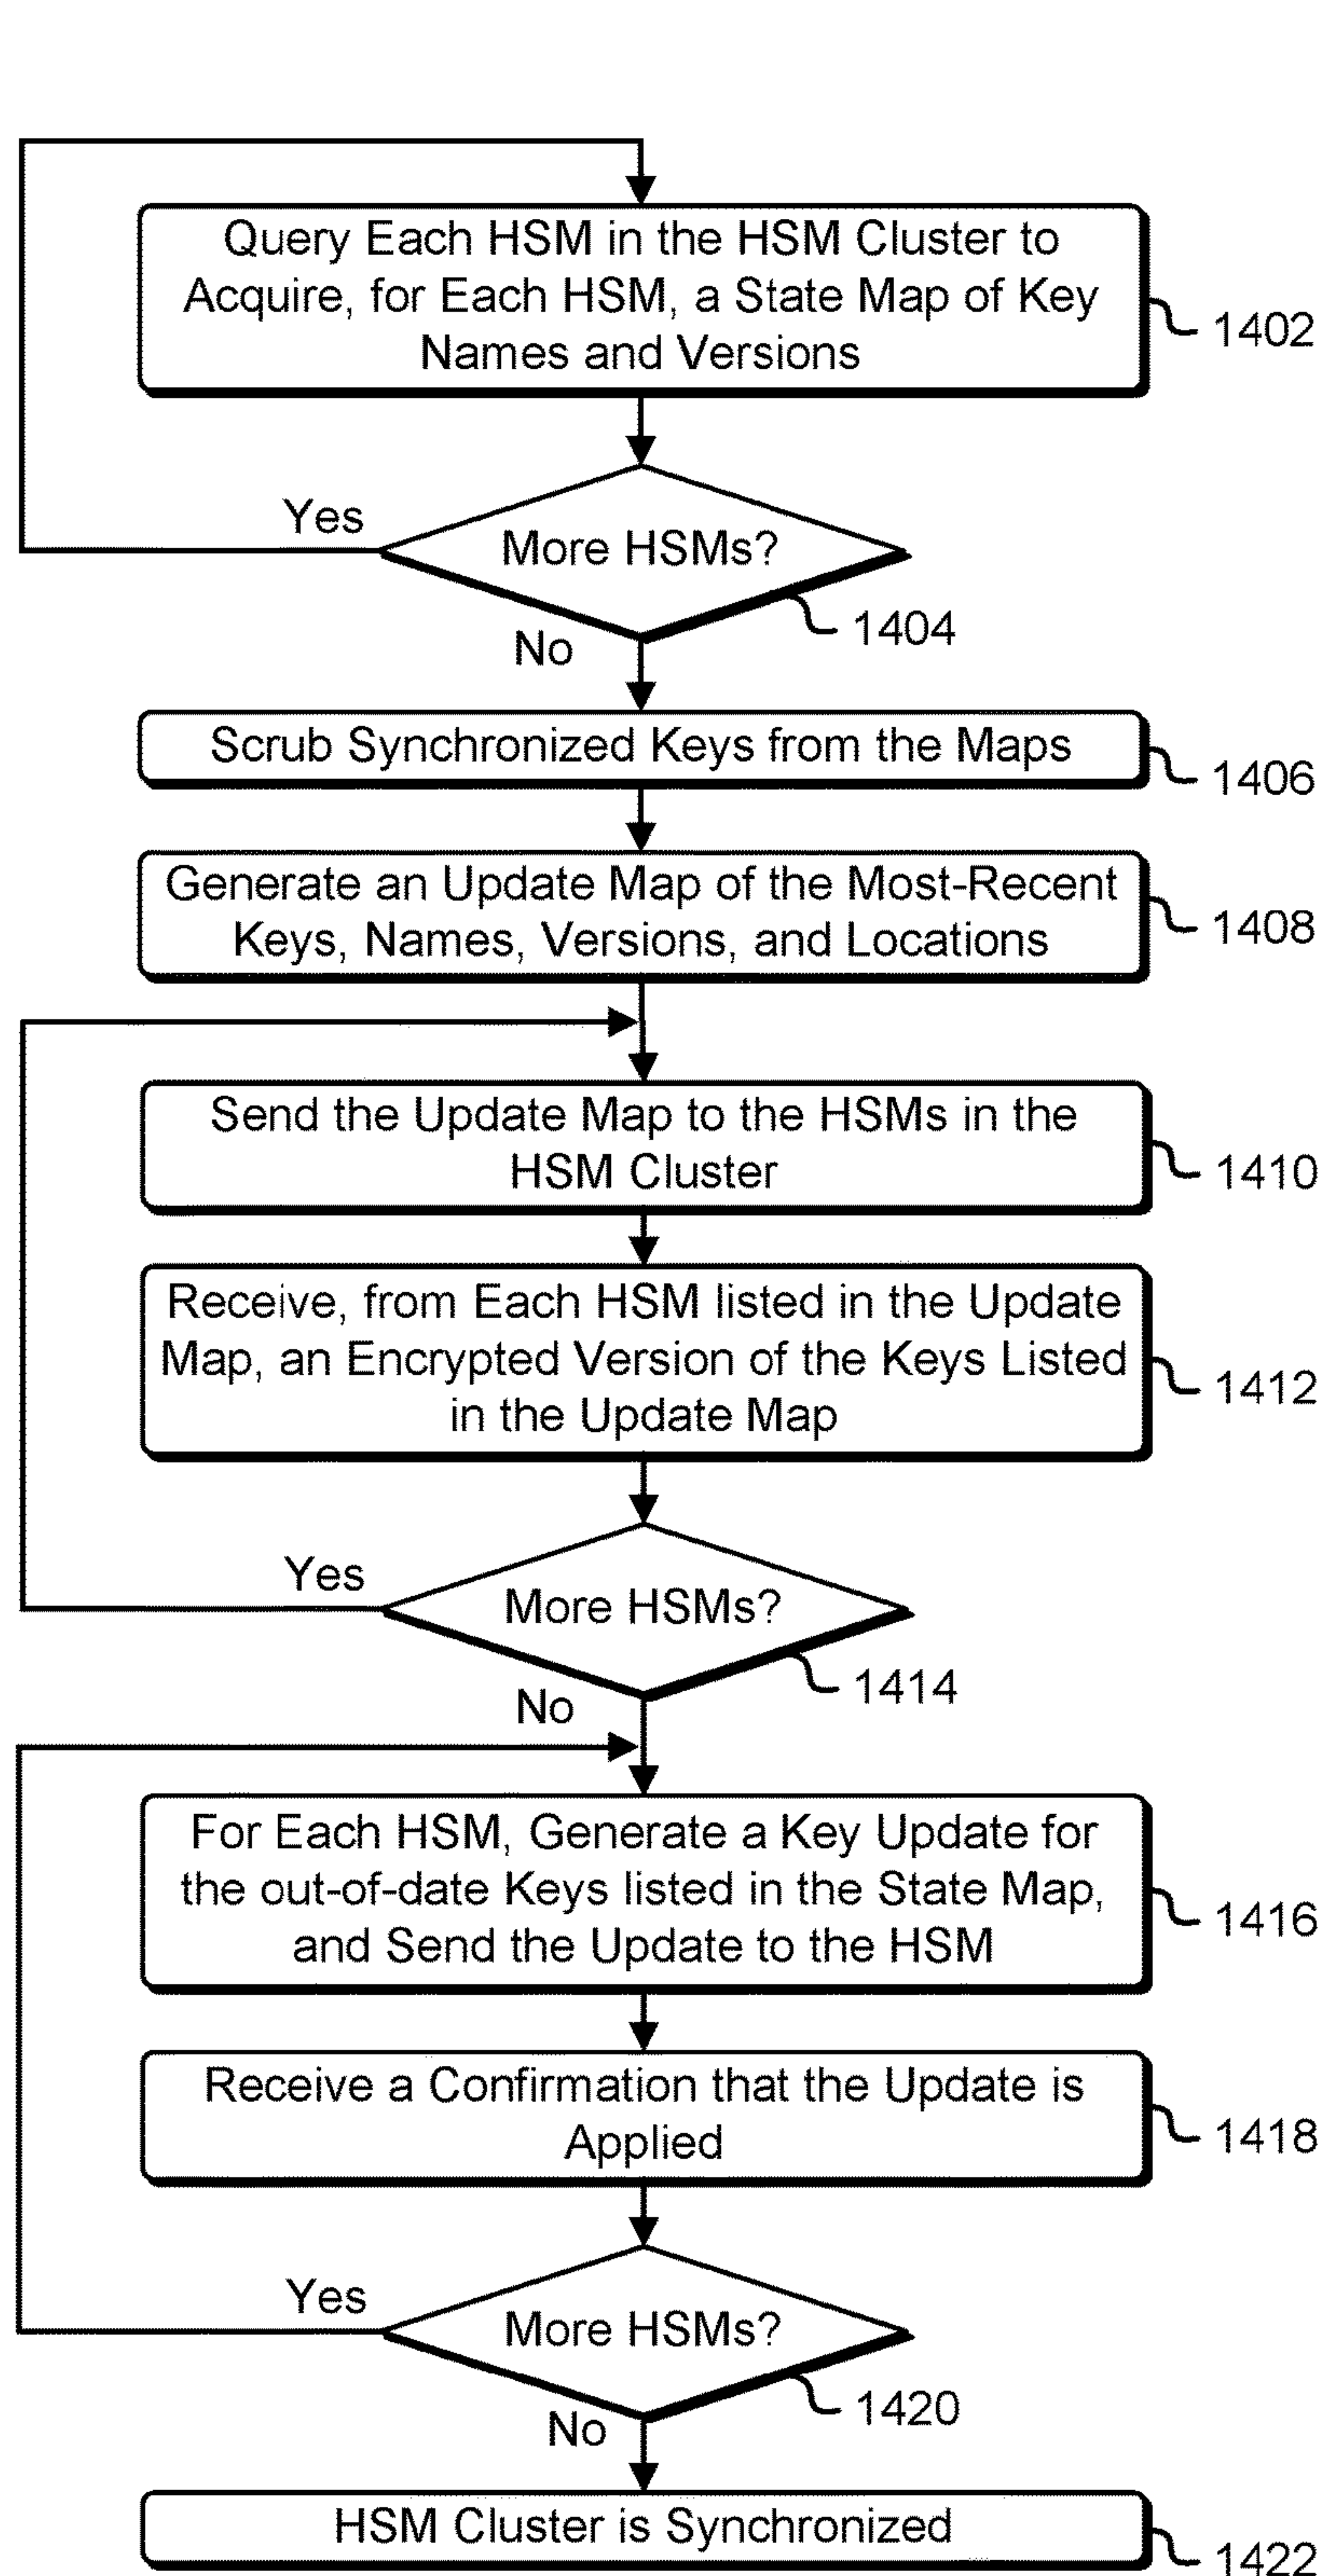 Query Each HSM in the HSM Cluster to
Acquire, for Each HSM, a State Map of Key
Names and Versions
1402
Yes
More HSMs?
1404
No
Scrub Synchronized Keys from the Maps
1406
Generate an Update Map of the Most-Recent
Keys, Names, Versions, and Locations
1408
Send the Update Map to the HSMs in the
HSM Cluster
1410
Receive, from Each HSM listed in the Update
Map, an Encrypted Version of the Keys Listed
in the Update Map
1412
Yes
More HSMs?
1414
No
For Each HSM, Generate a Key Update for
the out-of-date Keys listed in the State Map,
and Send the Update to the HSM
1416
Receive a Confirmation that the Update is
Applied
1418
Yes
More HSMs?
1420
No
HSM Cluster is Synchronized
1422